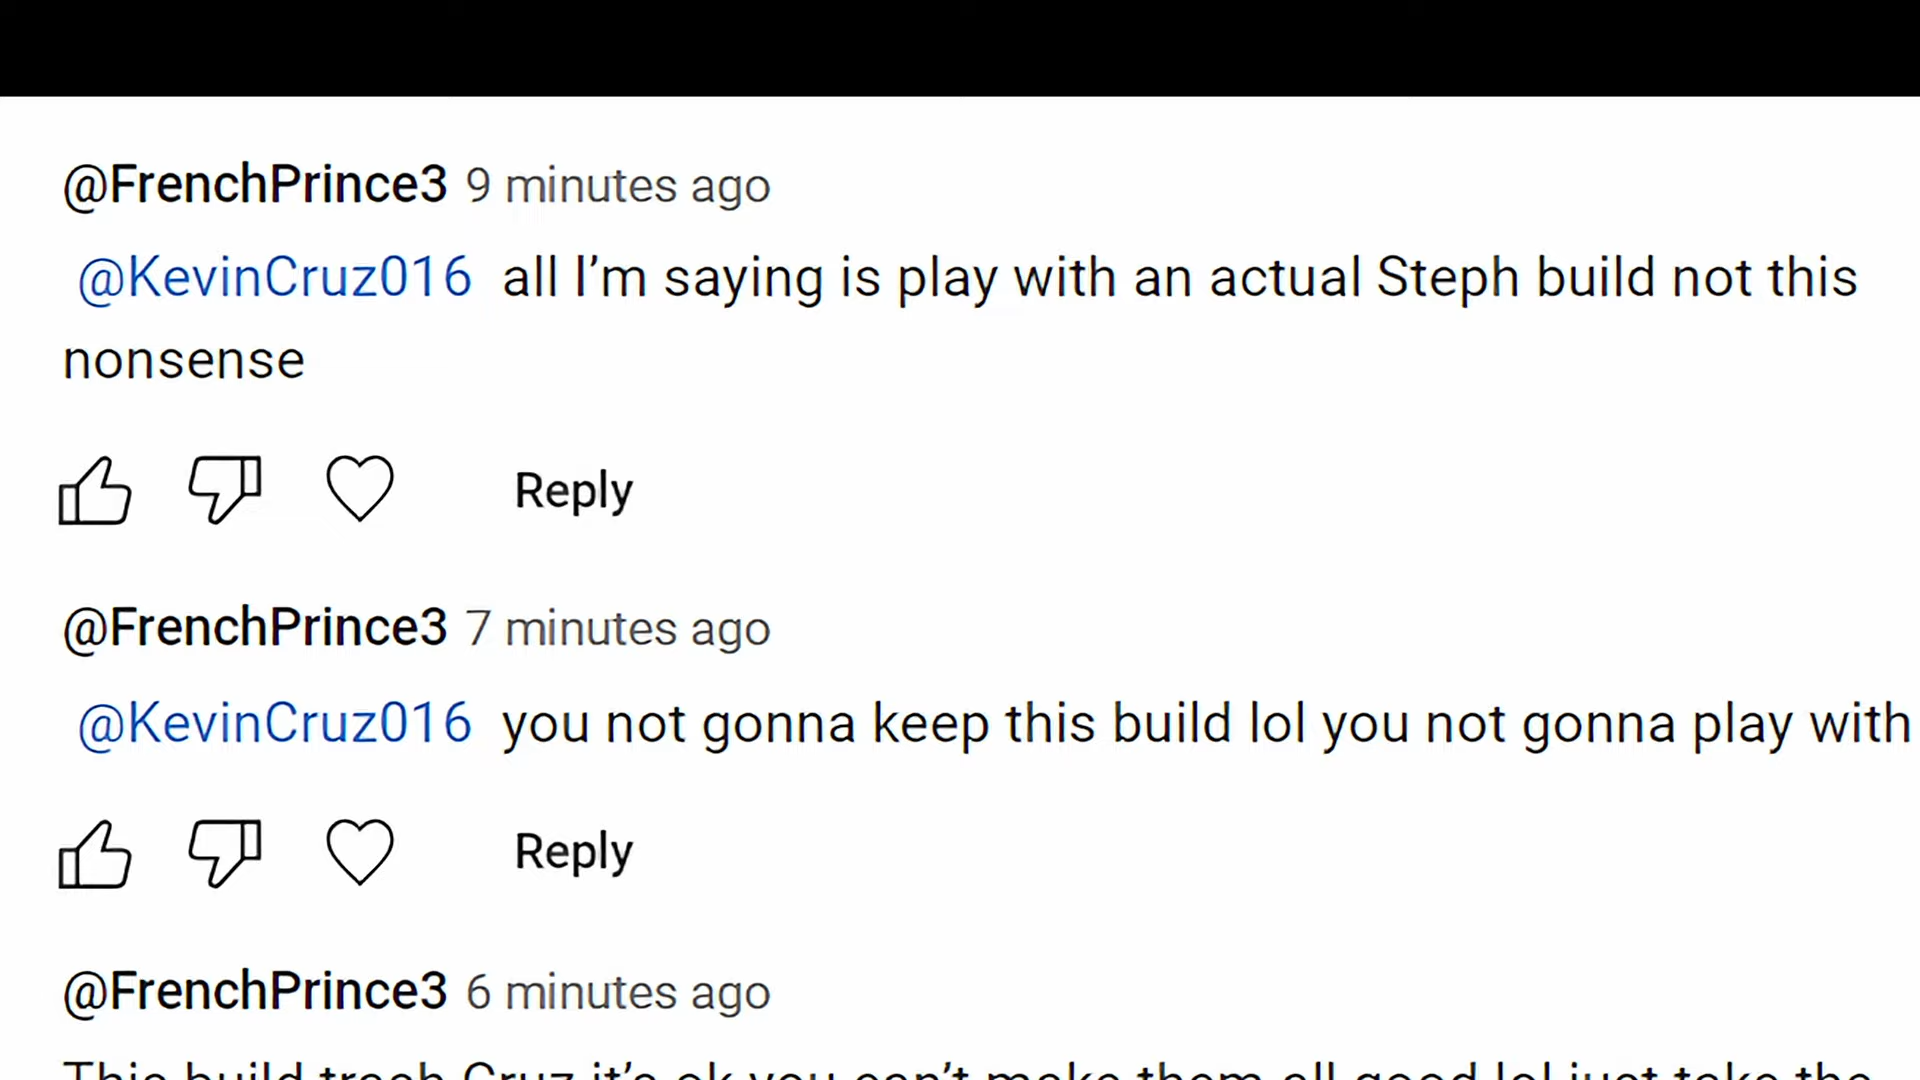 @FrenchPrince3 9 minutes ago
@KevinCruz016 all I’m saying is play with an actual Steph build not this
nonsense
Reply
@FrenchPrince3 7 minutes ago
@KevinCruz016 you not gonna keep this build lol you not gonna play with
Reply
@FrenchPrince3 6 minutes ago
This build trash Cruz it’s ok you can’t make them all good lol just take the